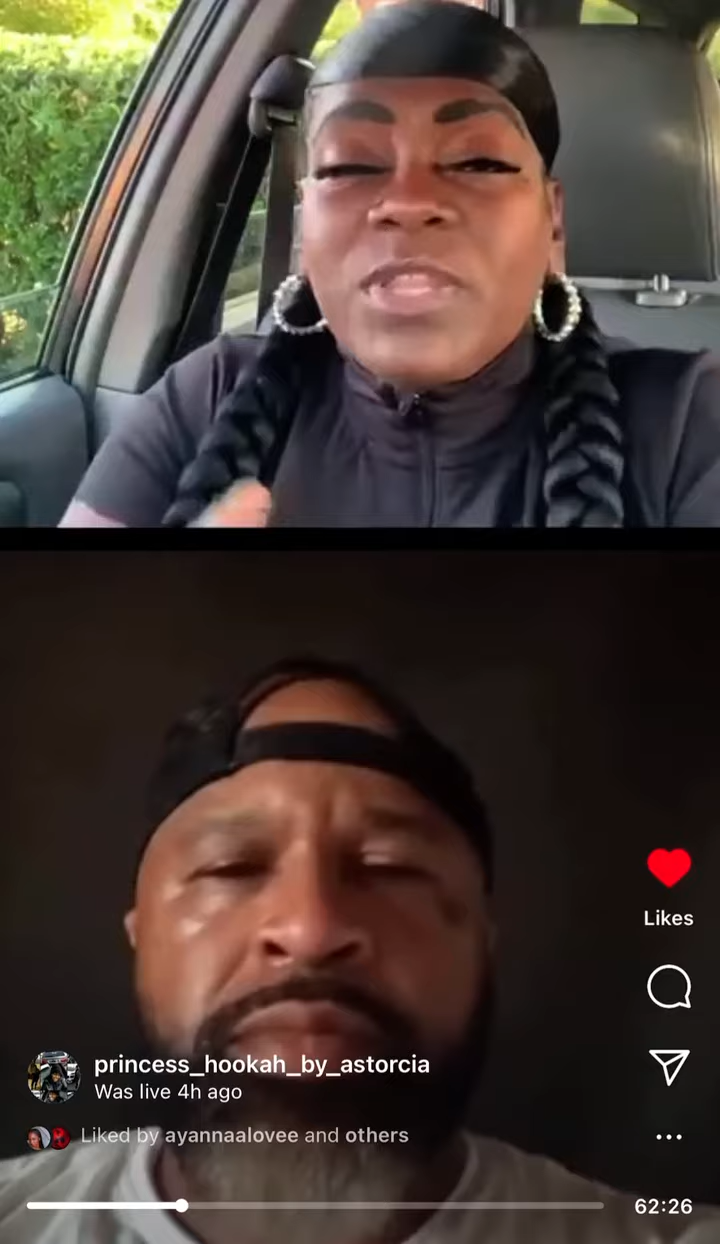 Likes
princess_hookah_by_astorcia
Was live 4h ago
Liked by ayannaalovee and others
62:26